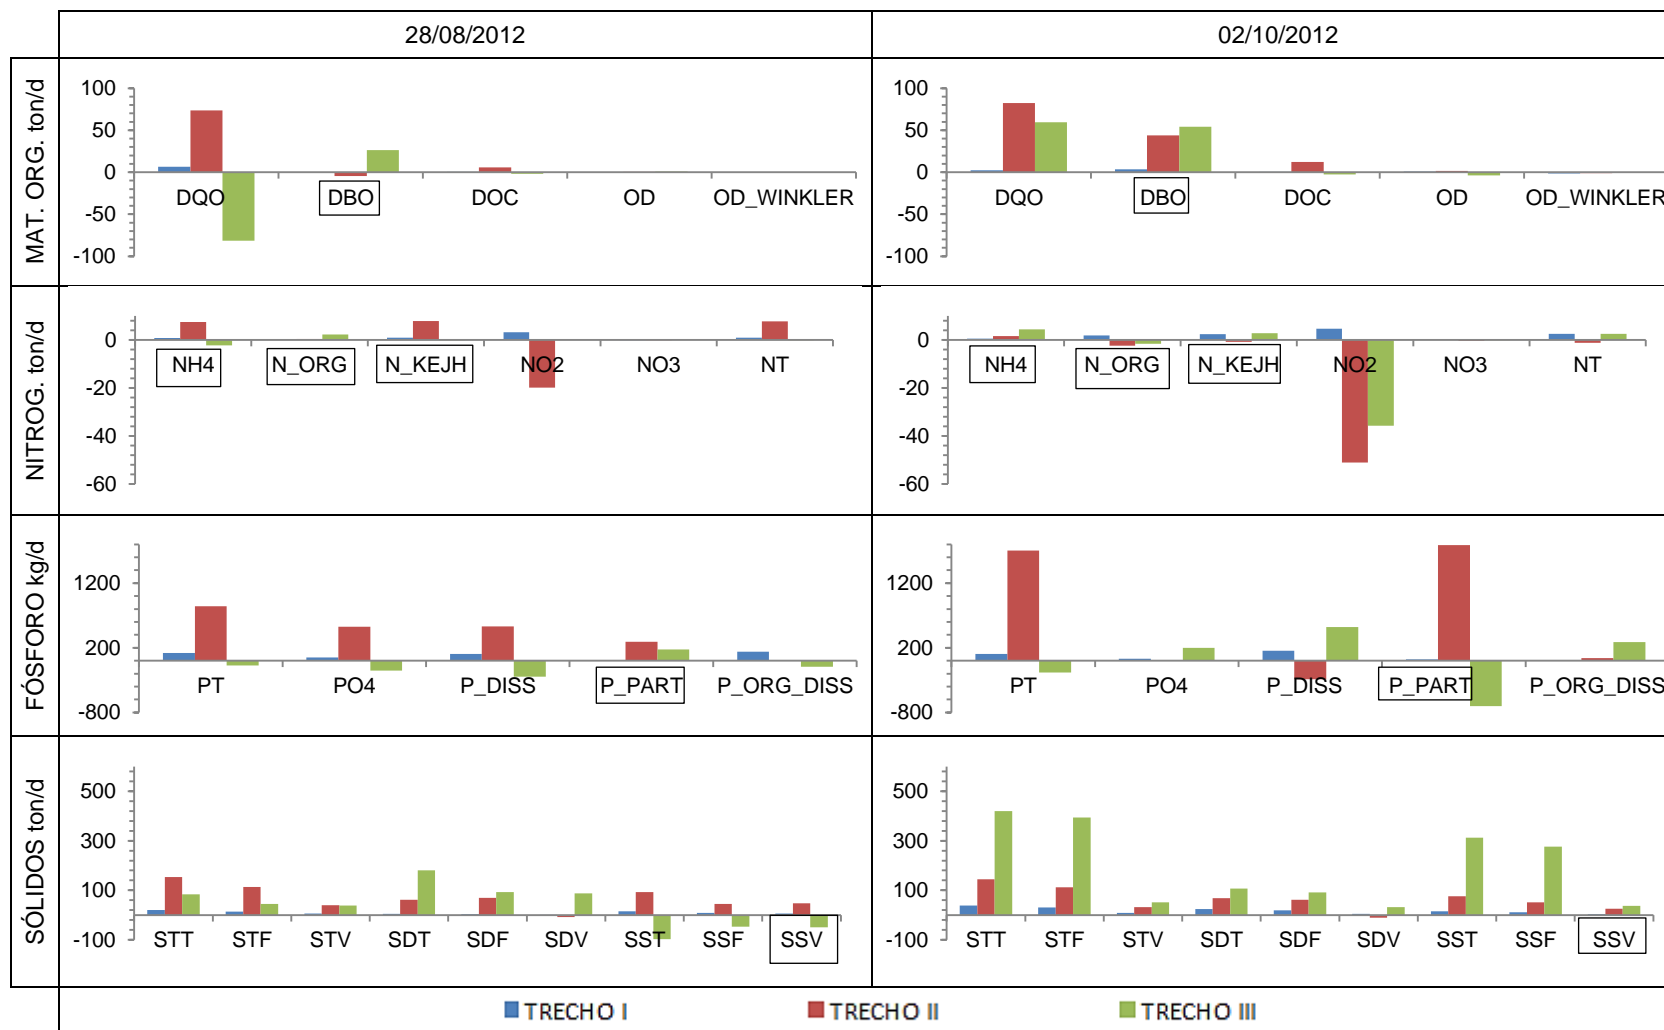 28/08/2012 02/10/2012
MAT. ORG. ton/d
100
50
0
-50
-100
DQO DBO DOC OD OD_WINKLER
100
50
0
-50
-100
DQO DBO DOC OD OD_WINKLER
NITROG. ton/d
0
-20
-40
-60
NH4 N_ORG N_KEJH NO2 NO3 NT
0
-20
-40
-60
NH4 N_ORG N_KEJH NO2 NO3 NT
FÓSFORO kg/d
1200
200
-800
PT PO4 P_DISS P_PART P_ORG_DISS
1200
200
-800
PT PO4 P_DISS P_PART P_ORG_DISS
SÓLIDOS ton/d
500
300
100
-100
STT STF STV SDT SDF SDV SST SSF SSV
500
300
100
-100
STT STF STV SDT SDF SDV SST SSF SSV
TRECHO I TRECHO II TRECHO III